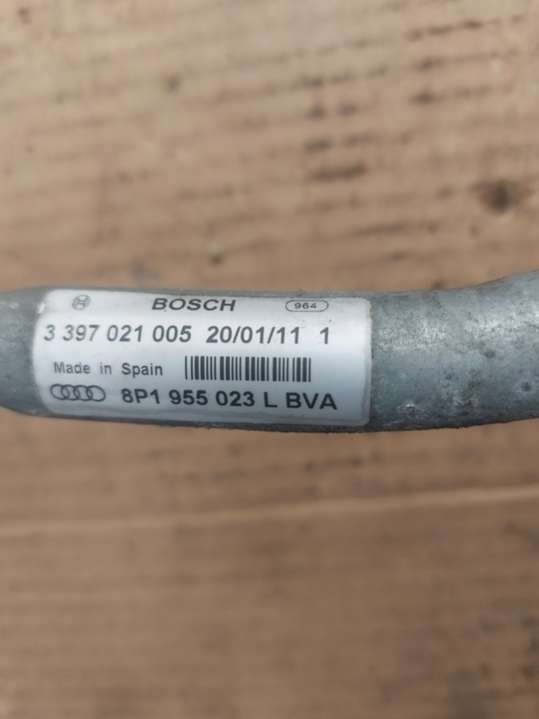 BOSCH 964
3 397 021 005 20/01/11 1
Made in Spain
8P1 955 023 L BVA